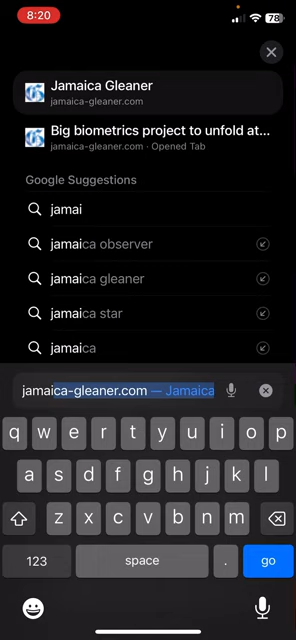 8:20
78
Jamaica Gleaner
jamaica-gleaner.com
Big biometrics project to unfold at...
jamaica-gleaner.com · Opened Tab
Google Suggestions
jamai
jamaica observer
jamaica gleaner
jamaica star
jamaica
jamaica-gleaner.com — Jamaica
q w e r t y u i o p
a s d f g h j k l
z x c v b n m
123 space . go